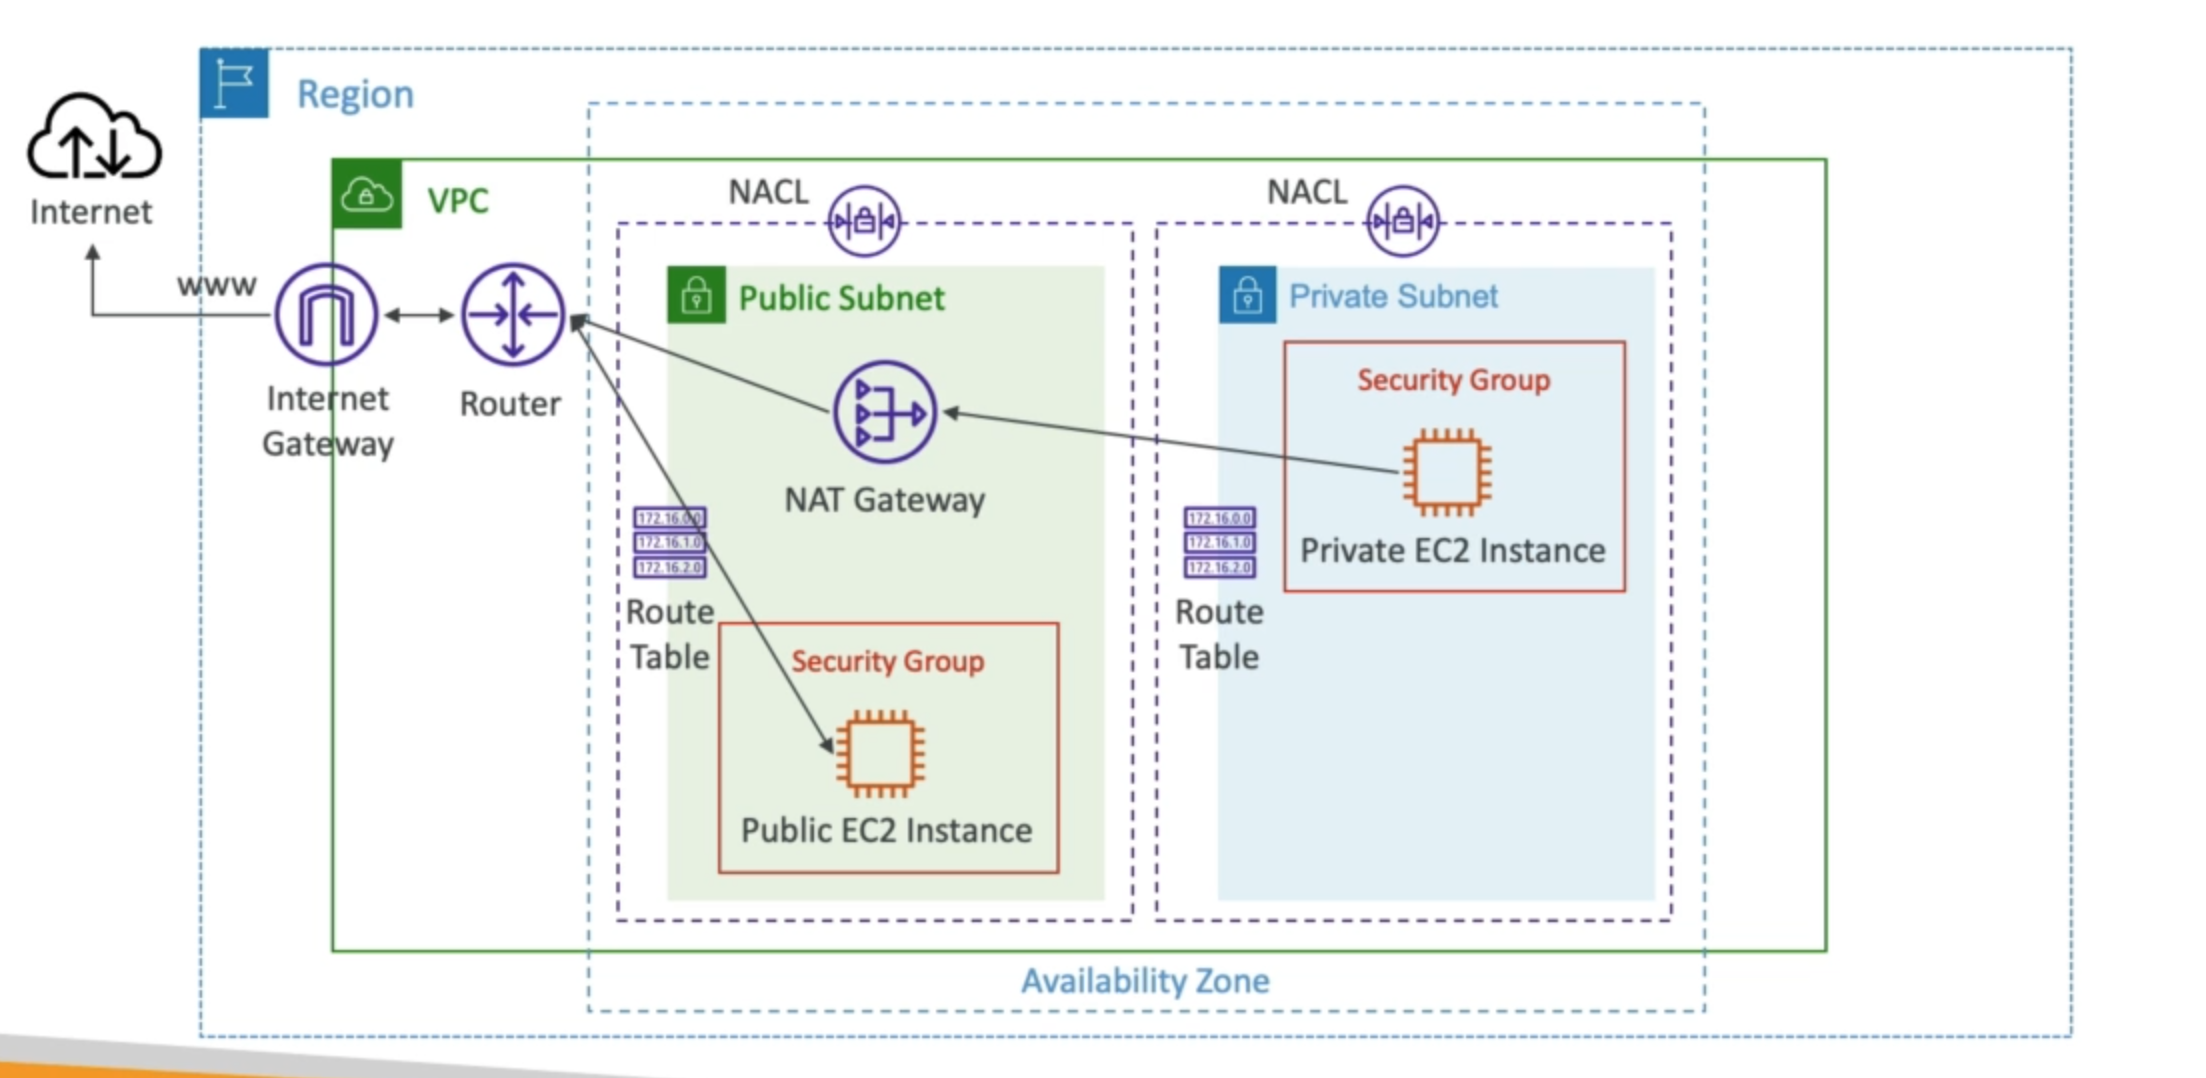 Region
Internet
VPC
www
Internet
Gateway
Router
NACL
Public Subnet
NAT Gateway
172.16.0.0
172.16.1.0
172.16.2.0
Route
Table
Security Group
Public EC2 Instance
NACL
Private Subnet
Security Group
Private EC2 Instance
172.16.0.0
172.16.1.0
172.16.2.0
Route
Table
Availability Zone